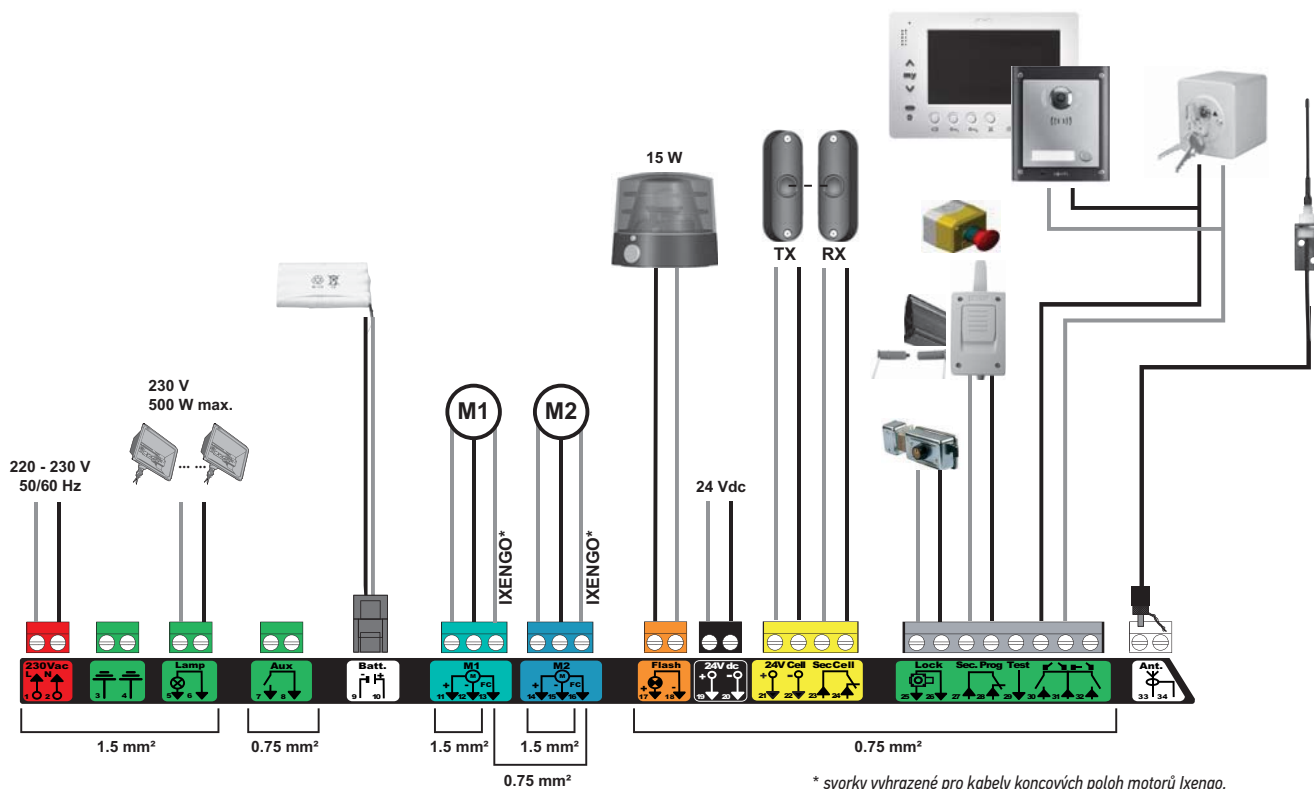 15 W
TX RX
my
230 V
500 W max.
M1 M2
220 - 230 V
50/60 Hz
24 Vdc
IXENGO*
IXENGO*
230Vac
L N
1 2
3 4
Lamp
5 6
Aux
7 8
Batt.
- +
9 10
M1
+ M - FC
11 12 13
M2
+ M - FC
14 15 16
Flash
+ -
17 18
24V dc
+ -
19 20
24V Cell Sec Cell
+ -
21 22 23 24
Lock Sec. Prog Test
25 26 27 28 29 30 31 32
Ant.
33 34
1.5 mm²
0.75 mm²
1.5 mm²
1.5 mm²
0.75 mm²
0.75 mm²
* svorky vyhrazené pro kabely koncových poloh motorů Ixengo.